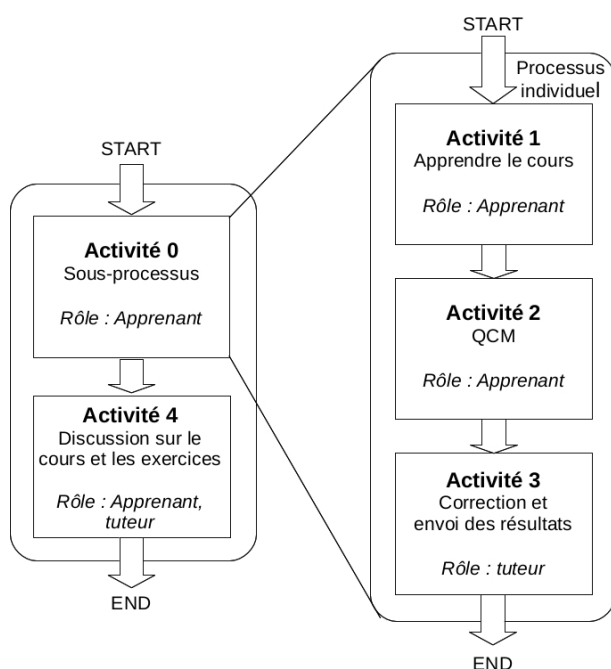 START
Activité 0
Sous-processus
Rôle : Apprenant
Activité 4
Discussion sur le
cours et les exercices
Rôle : Apprenant,
tuteur
END
START
Processus
individuel
Activité 1
Apprendre le cours
Rôle : Apprenant
Activité 2
QCM
Rôle : Apprenant
Activité 3
Correction et
envoi des résultats
Rôle : tuteur
END